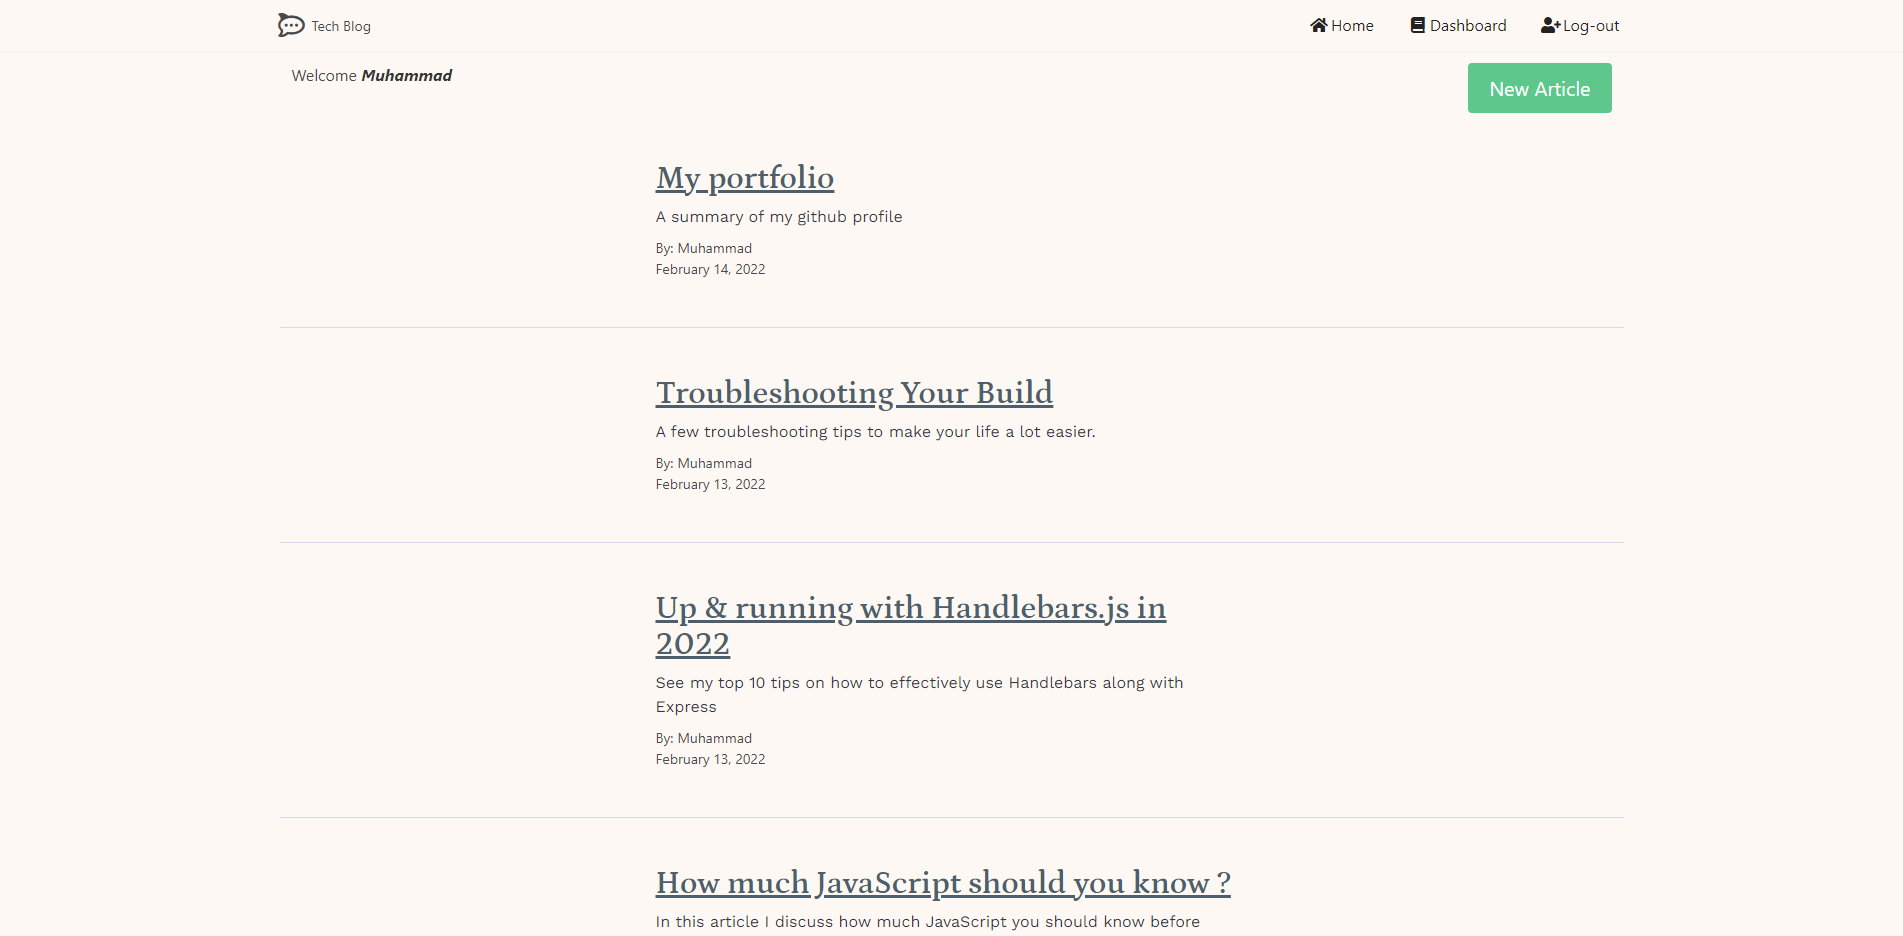 Tech Blog
Home
Dashboard
Log-out
Welcome Muhammad
New Article
My portfolio
A summary of my github profile
By: Muhammad
February 14, 2022
Troubleshooting Your Build
A few troubleshooting tips to make your life a lot easier.
By: Muhammad
February 13, 2022
Up & running with Handlebars.js in
2022
See my top 10 tips on how to effectively use Handlebars along with
Express
By: Muhammad
February 13, 2022
How much JavaScript should you know ?
In this article I discuss how much JavaScript you should know before